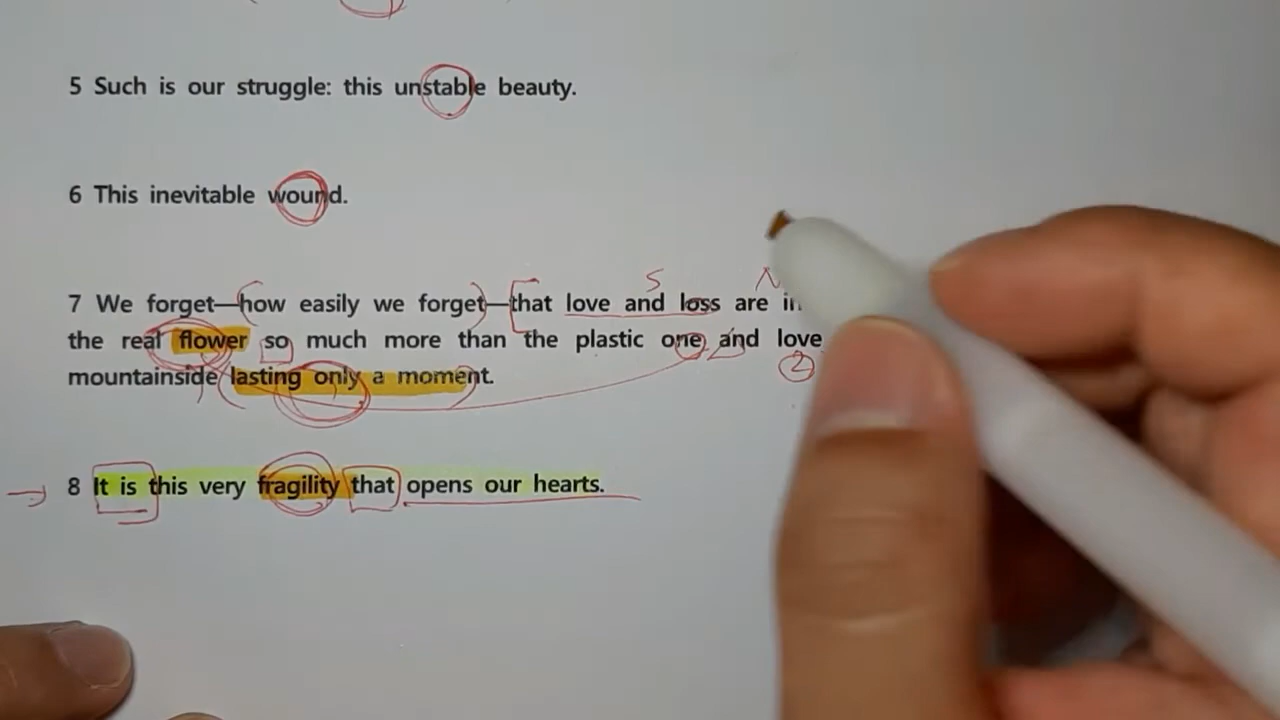 5 Such is our struggle: this unstable beauty.
6 This inevitable wound.
S
7 We forget—how easily we forget—that love and loss are
the real flower so much more than the plastic one and love
2
mountainside lasting only a moment.
8 It is this very fragility that opens our hearts.